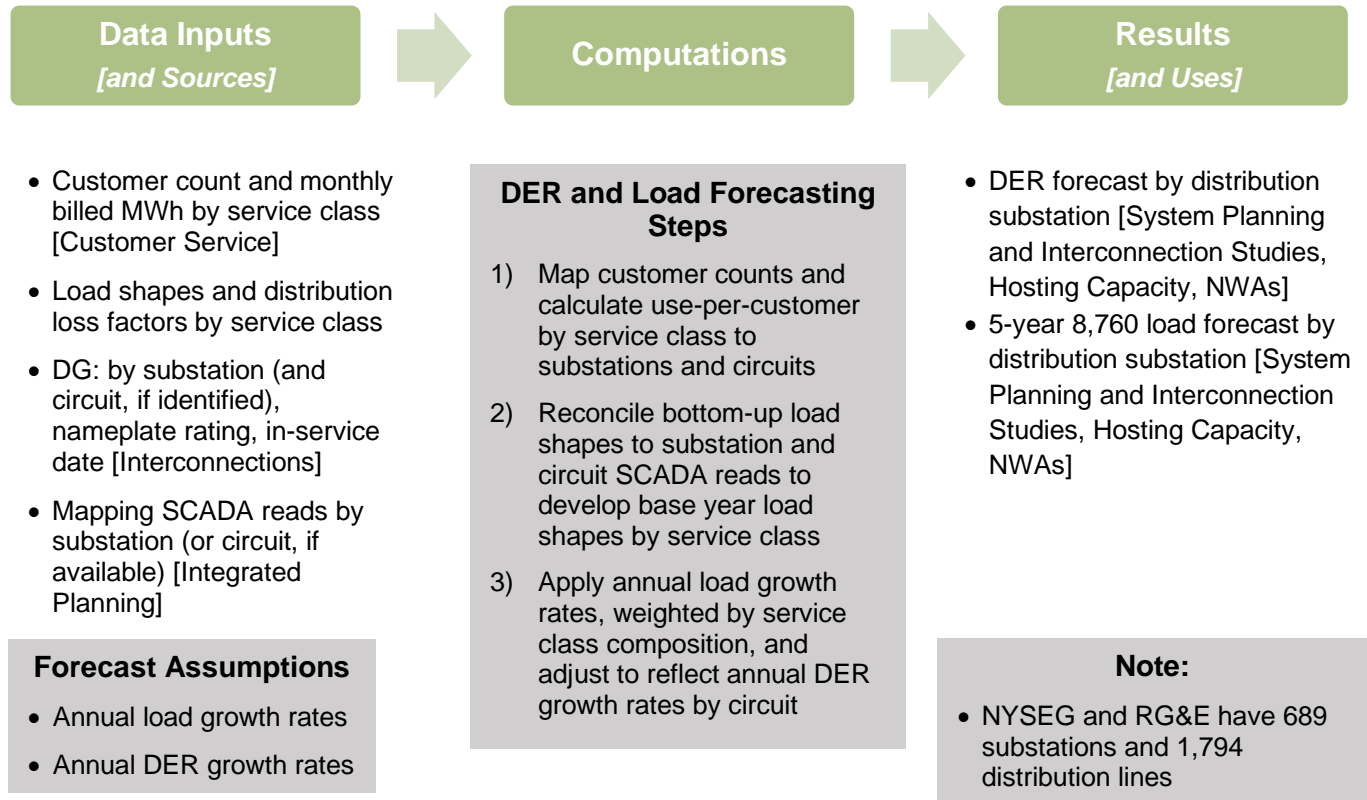 Data Inputs
[and Sources]
Computations
Results
[and Uses]
• Customer count and monthly
billed MWh by service class
[Customer Service]
• Load shapes and distribution
loss factors by service class
• DG: by substation (and
circuit, if identified),
nameplate rating, in-service
date [Interconnections]
• Mapping SCADA reads by
substation (or circuit, if
available) [Integrated
Planning]
Forecast Assumptions
• Annual load growth rates
• Annual DER growth rates
DER and Load Forecasting
Steps
1) Map customer counts and
calculate use-per-customer
by service class to
substations and circuits
2) Reconcile bottom-up load
shapes to substation and
circuit SCADA reads to
develop base year load
shapes by service class
3) Apply annual load growth
rates, weighted by service
class composition, and
adjust to reflect annual DER
growth rates by circuit
• DER forecast by distribution
substation [System Planning
and Interconnection Studies,
Hosting Capacity, NWAs]
• 5-year 8,760 load forecast by
distribution substation [System
Planning and Interconnection
Studies, Hosting Capacity,
NWAs]
Note:
• NYSEG and RG&E have 689
substations and 1,794
distribution lines